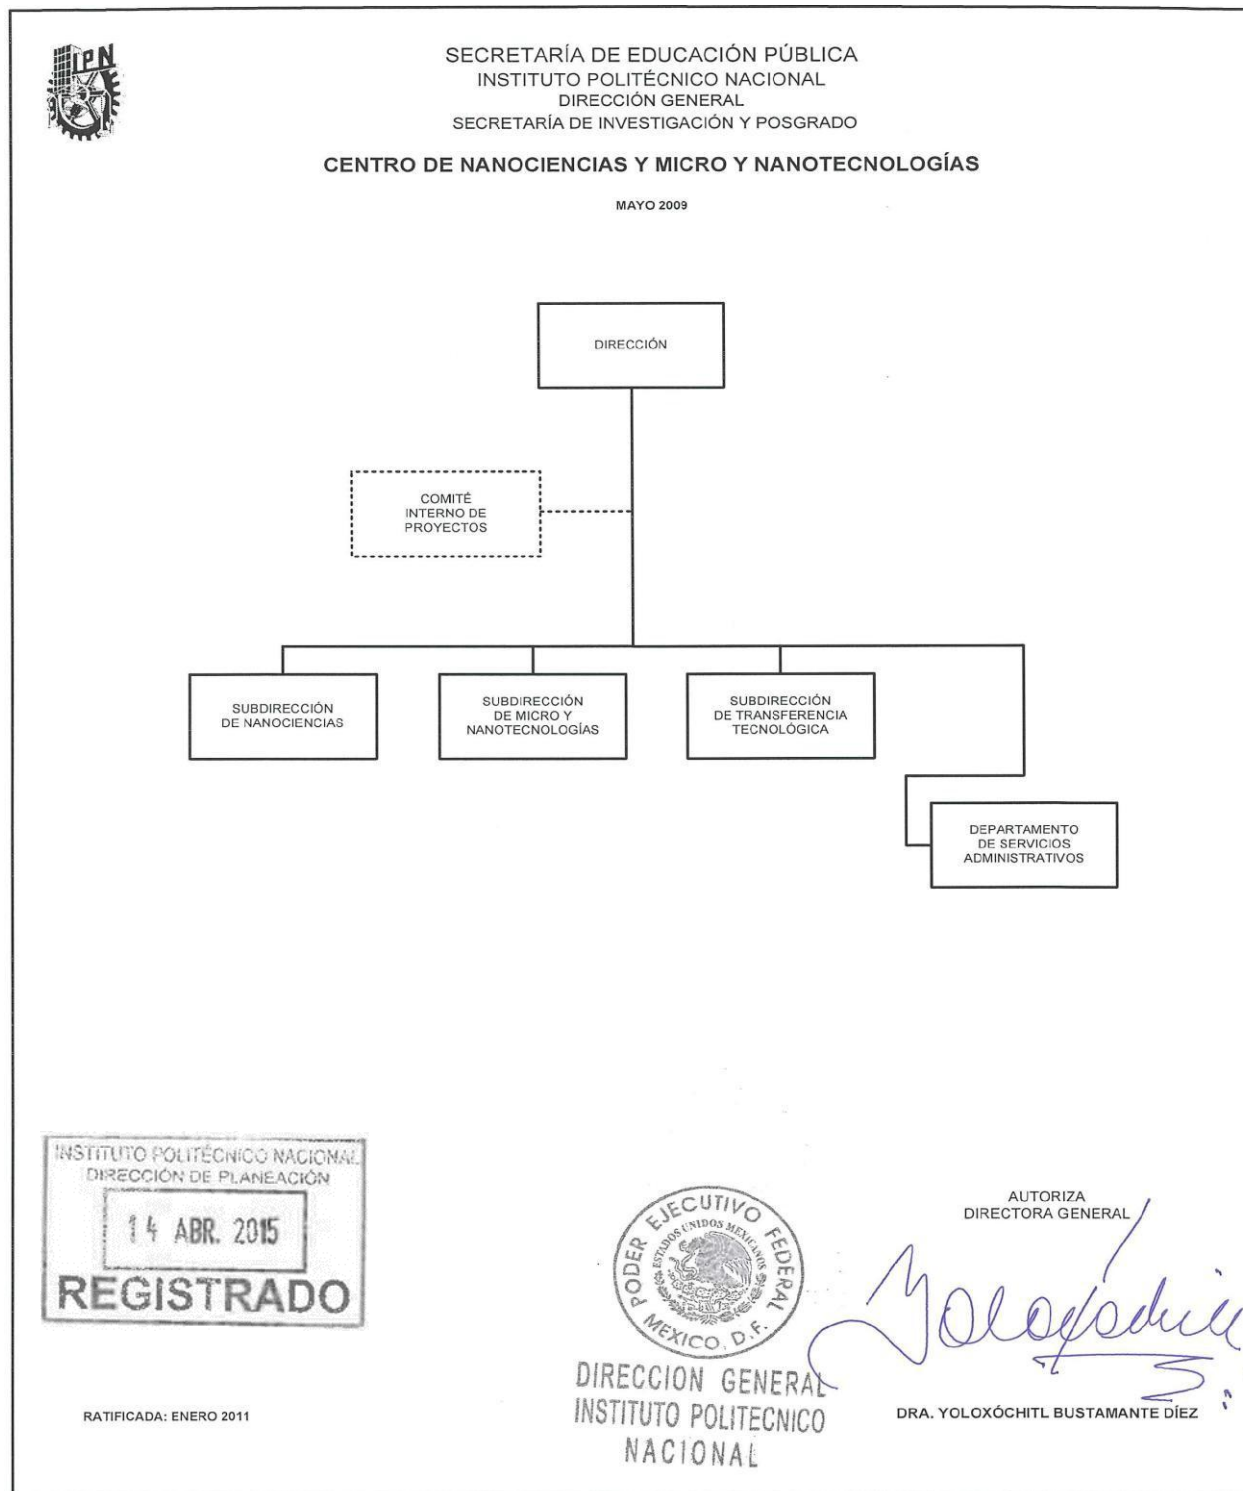 IPN
SECRETARÍA DE EDUCACIÓN PÚBLICA
INSTITUTO POLITÉCNICO NACIONAL
DIRECCIÓN GENERAL
SECRETARÍA DE INVESTIGACIÓN Y POSGRADO
CENTRO DE NANOCIENCIAS Y MICRO Y NANOTECNOLOGÍAS
MAYO 2009
DIRECCIÓN
COMITÉ
INTERNO DE
PROYECTOS
SUBDIRECCIÓN
DE NANOCIENCIAS
SUBDIRECCIÓN
DE MICRO Y
NANOTECNOLOGÍAS
SUBDIRECCIÓN
DE TRANSFERENCIA
TECNOLÓGICA
DEPARTAMENTO
DE SERVICIOS
ADMINISTRATIVOS
INSTITUTO POLITÉCNICO NACIONAL
DIRECCIÓN DE PLANEACIÓN
14 ABR. 2015
REGISTRADO
RATIFICADA: ENERO 2011
PODER EJECUTIVO FEDERAL
ESTADOS UNIDOS MEXICANOS
MEXICO, D.F.
DIRECCION GENERAL
INSTITUTO POLITECNICO
NACIONAL
AUTORIZA
DIRECTORA GENERAL
Yoloxóchitl
DRA. YOLOXÓCHITL BUSTAMANTE DÍEZ